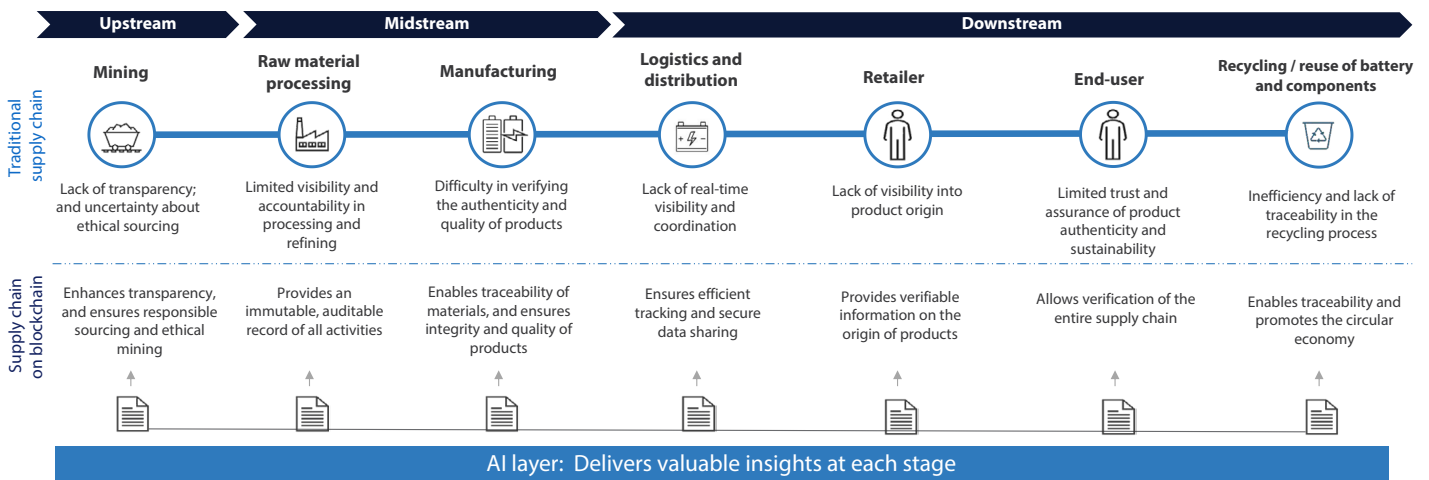 Upstream
Midstream
Downstream
Traditional
supply chain
Mining
Raw material
processing
Manufacturing
Logistics and
distribution
Retailer
End-user
Recycling / reuse of battery
and components
+ -
Lack of transparency;
and uncertainty about
ethical sourcing
Limited visibility and
accountability in
processing and
refining
Difficulty in verifying
the authenticity and
quality of products
Lack of real-time
visibility and
coordination
Lack of visibility into
product origin
Limited trust and
assurance of product
authenticity and
sustainability
Inefficiency and lack of
traceability in the
recycling process
Supply chain
on blockchain
Enhances transparency,
and ensures responsible
sourcing and ethical
mining
Provides an
immutable, auditable
record of all activities
Enables traceability of
materials, and ensures
integrity and quality of
products
Ensures efficient
tracking and secure
data sharing
Provides verifiable
information on the
origin of products
Allows verification of the
entire supply chain
Enables traceability and
promotes the circular
economy
AI layer: Delivers valuable insights at each stage